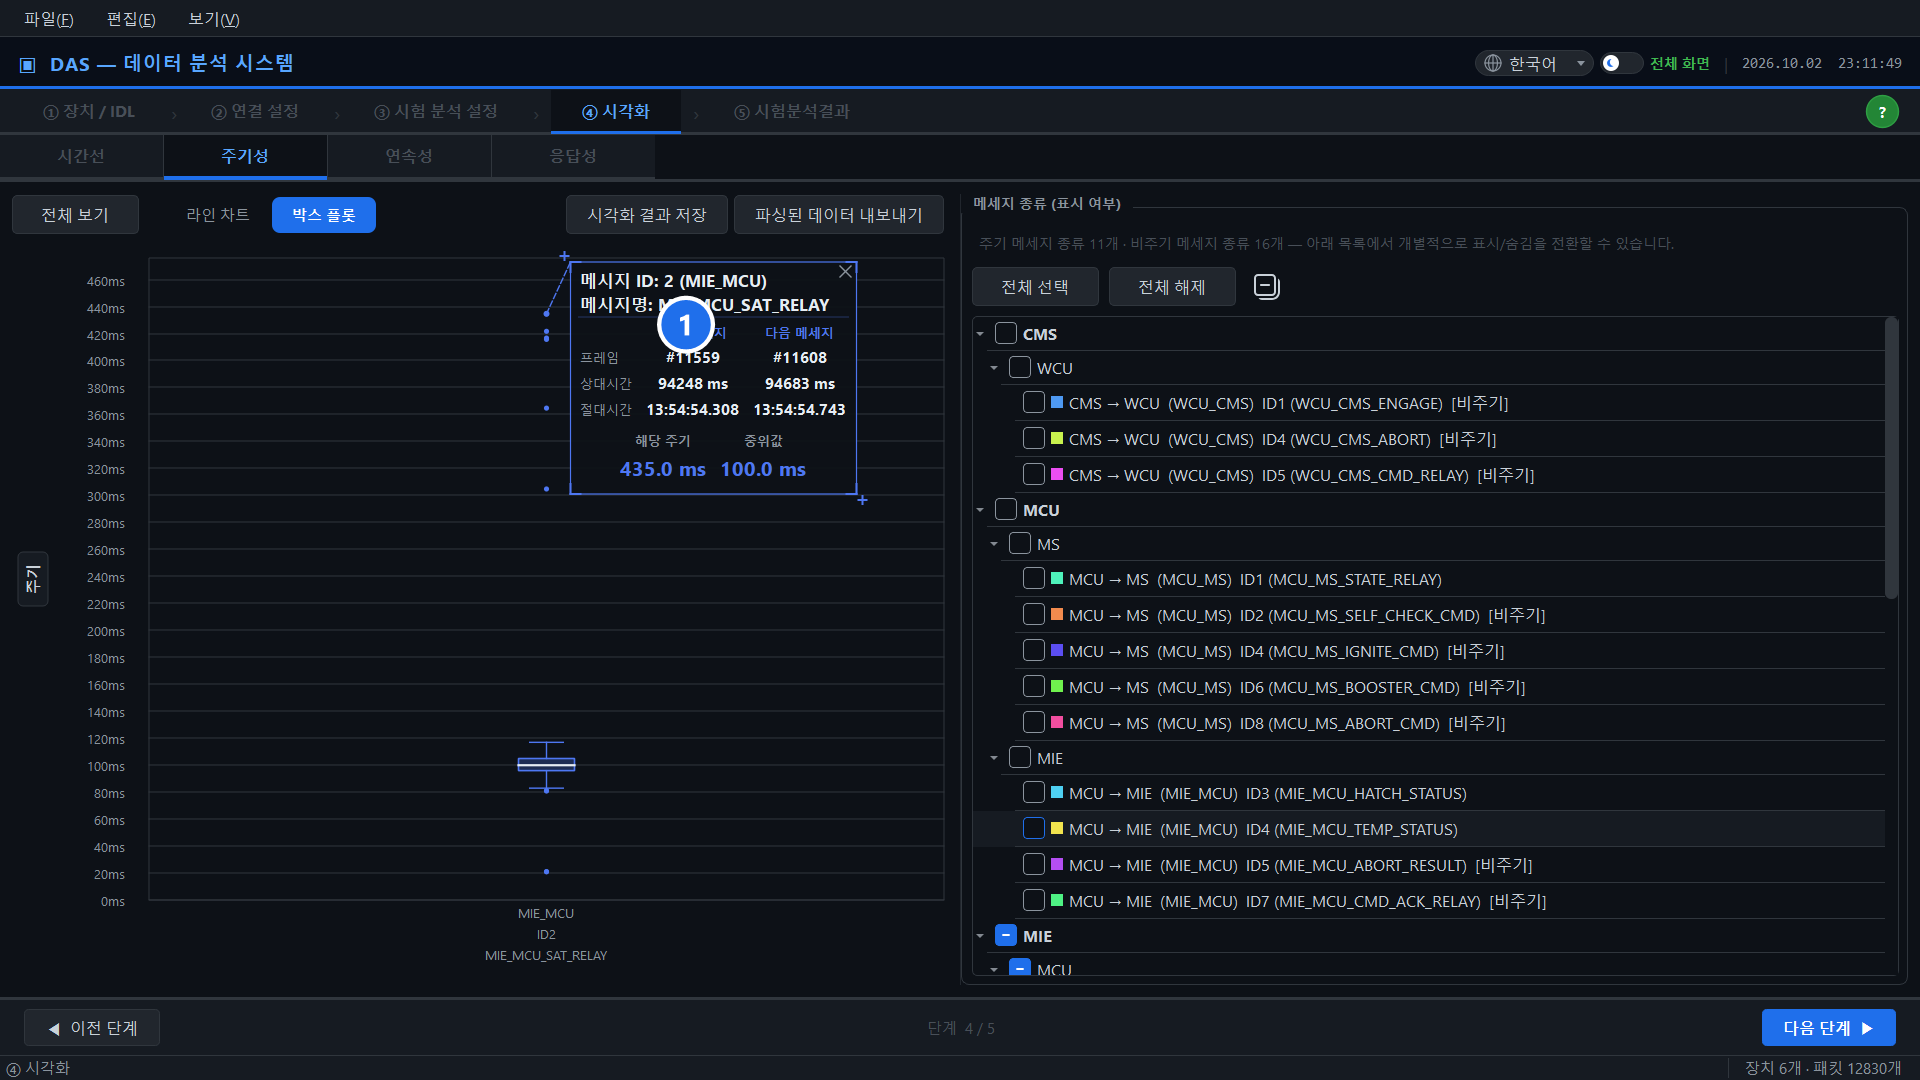 파일(F) 편집(E) 보기(V)
DAS — 데이터 분석 시스템
한국어 전체 화면 2026.10.02 23:11:49
① 장치 / IDL › ② 연결 설정 › ③ 시험 분석 설정 › ④ 시각화 › ⑤ 시험분석결과
?
시간선 주기성 연속성 응답성
전체 보기 라인 차트 박스 플롯 시각화 결과 저장 파싱된 데이터 내보내기
460ms
440ms
420ms
400ms
380ms
360ms
340ms
320ms
300ms
280ms
260ms
240ms
220ms
200ms
180ms
160ms
140ms
120ms
100ms
80ms
60ms
40ms
20ms
0ms
주기
메시지 ID: 2 (MIE_MCU)
메시지명: MCU_SAT_RELAY
1
지 다음 메세지
프레임 #11559 #11608
상대시간 94248 ms 94683 ms
절대시간 13:54:54.308 13:54:54.743
해당 주기 중위값
435.0 ms 100.0 ms
MIE_MCU
ID2
MIE_MCU_SAT_RELAY
메세지 종류 (표시 여부)
주기 메세지 종류 11개 · 비주기 메세지 종류 16개 — 아래 목록에서 개별적으로 표시/숨김을 전환할 수 있습니다.
전체 선택 전체 해제
CMS
WCU
CMS → WCU (WCU_CMS) ID1 (WCU_CMS_ENGAGE) [비주기]
CMS → WCU (WCU_CMS) ID4 (WCU_CMS_ABORT) [비주기]
CMS → WCU (WCU_CMS) ID5 (WCU_CMS_CMD_RELAY) [비주기]
MCU
MS
MCU → MS (MCU_MS) ID1 (MCU_MS_STATE_RELAY)
MCU → MS (MCU_MS) ID2 (MCU_MS_SELF_CHECK_CMD) [비주기]
MCU → MS (MCU_MS) ID4 (MCU_MS_IGNITE_CMD) [비주기]
MCU → MS (MCU_MS) ID6 (MCU_MS_BOOSTER_CMD) [비주기]
MCU → MS (MCU_MS) ID8 (MCU_MS_ABORT_CMD) [비주기]
MIE
MCU → MIE (MIE_MCU) ID3 (MIE_MCU_HATCH_STATUS)
MCU → MIE (MIE_MCU) ID4 (MIE_MCU_TEMP_STATUS)
MCU → MIE (MIE_MCU) ID5 (MIE_MCU_ABORT_RESULT) [비주기]
MCU → MIE (MIE_MCU) ID7 (MIE_MCU_CMD_ACK_RELAY) [비주기]
MIE
MCU
◀ 이전 단계 단계 4 / 5 다음 단계 ▶
④ 시각화 장치 6개 · 패킷 12830개